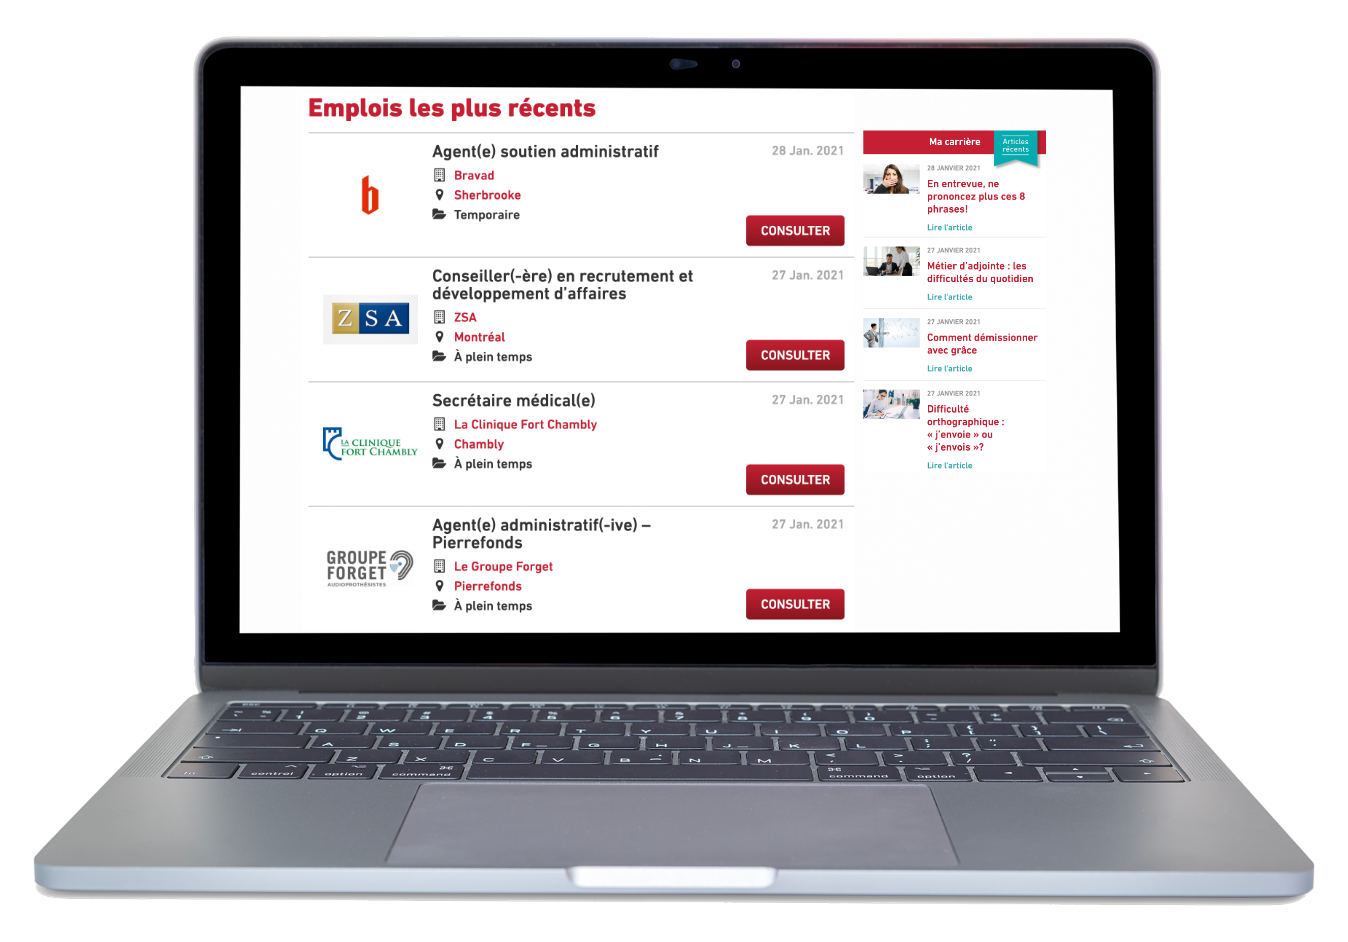 Emplois les plus récents
Agent(e) soutien administratif
28 Jan. 2021
b
Bravad
Sherbrooke
Temporaire
CONSULTER
Conseiller(-ère) en recrutement et
développement d'affaires
27 Jan. 2021
Z S A
ZSA
Montréal
À plein temps
CONSULTER
Secrétaire médical(e)
27 Jan. 2021
LA CLINIQUE
FORT CHAMBLY
La Clinique Fort Chambly
Chambly
À plein temps
CONSULTER
Agent(e) administratif(-ive) –
Pierrefonds
27 Jan. 2021
GROUPE
FORGET
AUDIOPROTHÉSISTES
Le Groupe Forget
Pierrefonds
À plein temps
CONSULTER
Ma carrière
Articles
récents
28 JANVIER 2021
En entrevue, ne
prononcez plus ces 8
phrases!
Lire l'article
27 JANVIER 2021
Métier d'adjointe : les
difficultés du quotidien
Lire l'article
27 JANVIER 2021
Comment démissionner
avec grâce
Lire l'article
27 JANVIER 2021
Difficulté
orthographique :
« j'envoie » ou
« j'envois »?
Lire l'article
Q W E R T Y U I O P
A S D F G H J K L
Z X C V B N M
fn control option command command option